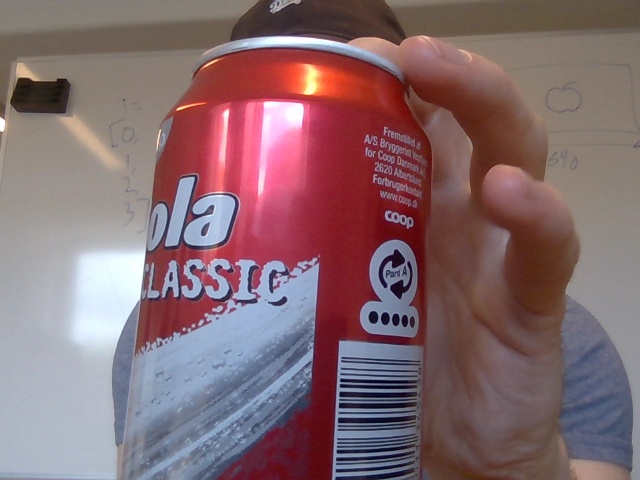 ola
CLASSIC
Fremstillet af
A/S Bryggeriet
for Coop Danmark
2620 Albertslund
Forbrugerkontakt
www.coop.dk
coop
Pant A